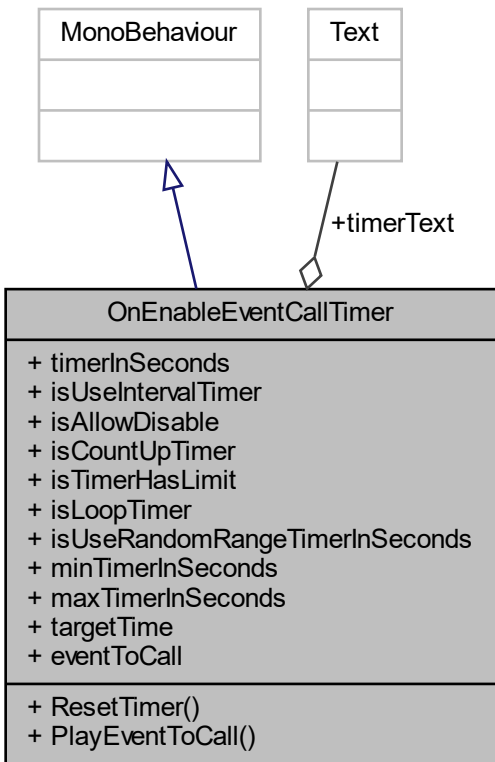 MonoBehaviour
Text
+timerText
OnEnableEventCallTimer
+ timerInSeconds
+ isUseIntervalTimer
+ isAllowDisable
+ isCountUpTimer
+ isTimerHasLimit
+ isLoopTimer
+ isUseRandomRangeTimerInSeconds
+ minTimerInSeconds
+ maxTimerInSeconds
+ targetTime
+ eventToCall
+ ResetTimer()
+ PlayEventToCall()